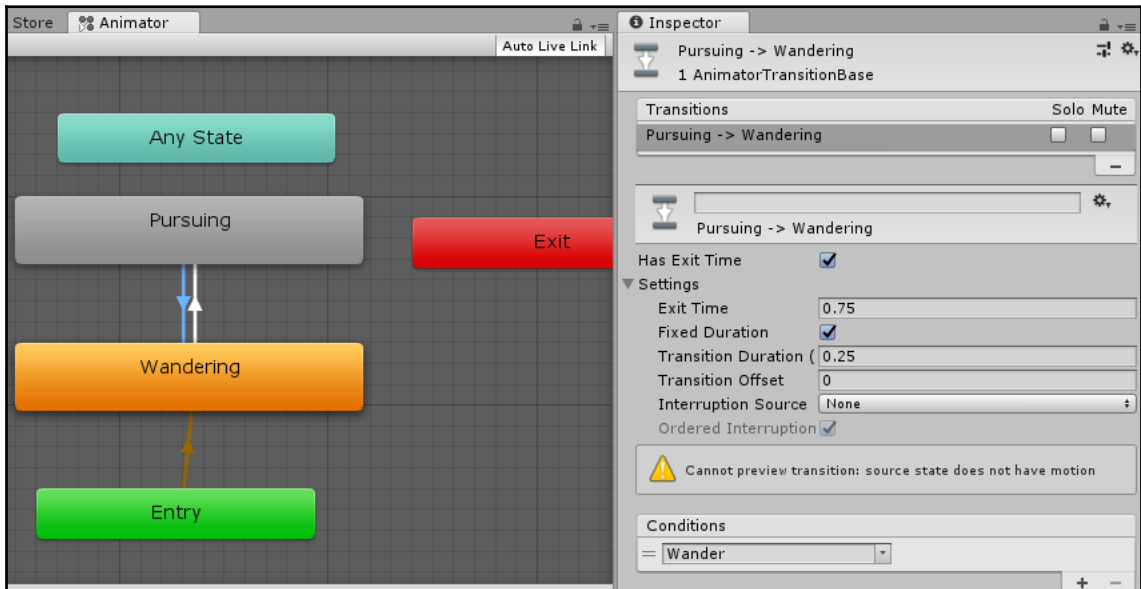 Store
Animator
Auto Live Link
Any State
Pursuing
Exit
Wandering
Entry
Inspector
Pursuing -> Wandering
1 AnimatorTransitionBase
Transitions Solo Mute
Pursuing -> Wandering
Pursuing -> Wandering
Has Exit Time
Settings
Exit Time 0.75
Fixed Duration
Transition Duration ( 0.25
Transition Offset 0
Interruption Source None
Ordered Interruption
Cannot preview transition: source state does not have motion
Conditions
Wander